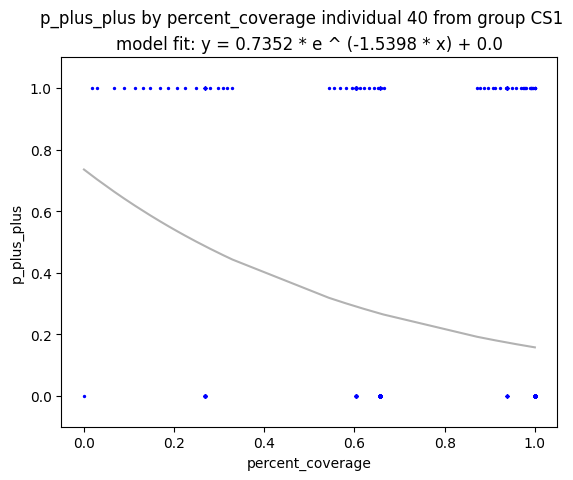 p_plus_plus by percent_coverage individual 40 from group CS1
model fit: y = 0.7352 * e ^ (-1.5398 * x) + 0.0
1.0
0.8
0.6
0.4
0.2
0.0
p_plus_plus
0.0 0.2 0.4 0.6 0.8 1.0
percent_coverage